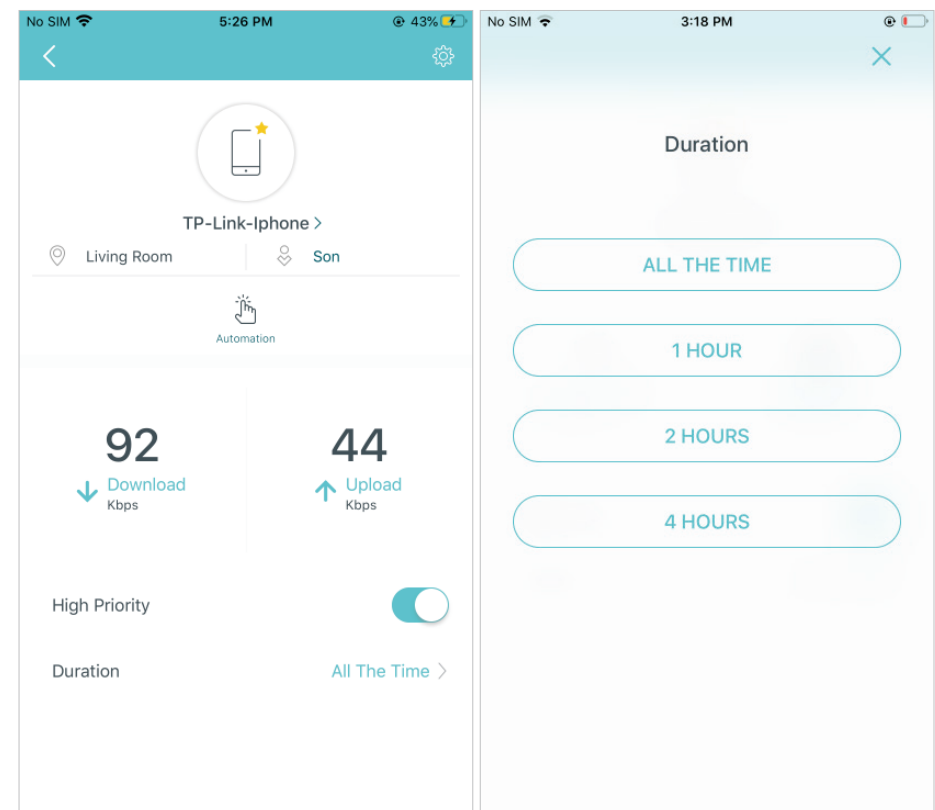 No SIM 5:26 PM 43%
TP-Link-Iphone >
Living Room Son
Automation
92 44
Download Upload
Kbps Kbps
High Priority
Duration All The Time >
No SIM 3:18 PM
Duration
ALL THE TIME
1 HOUR
2 HOURS
4 HOURS